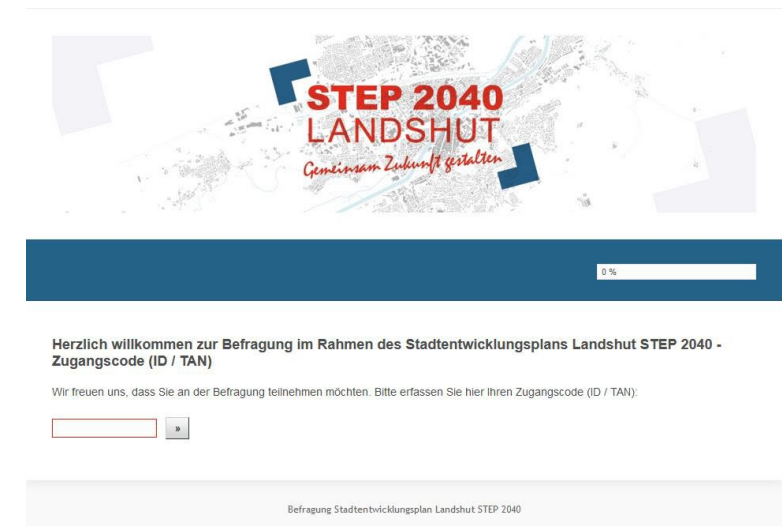 STEP 2040
LANDSHUT
Gemeinsam Zukunft gestalten
0 %
Herzlich willkommen zur Befragung im Rahmen des Stadtentwicklungsplans Landshut STEP 2040 -
Zugangscode (ID / TAN)
Wir freuen uns, dass Sie an der Befragung teilnehmen möchten. Bitte erfassen Sie hier Ihren Zugangscode (ID / TAN):
»
Befragung Stadtentwicklungsplan Landshut STEP 2040